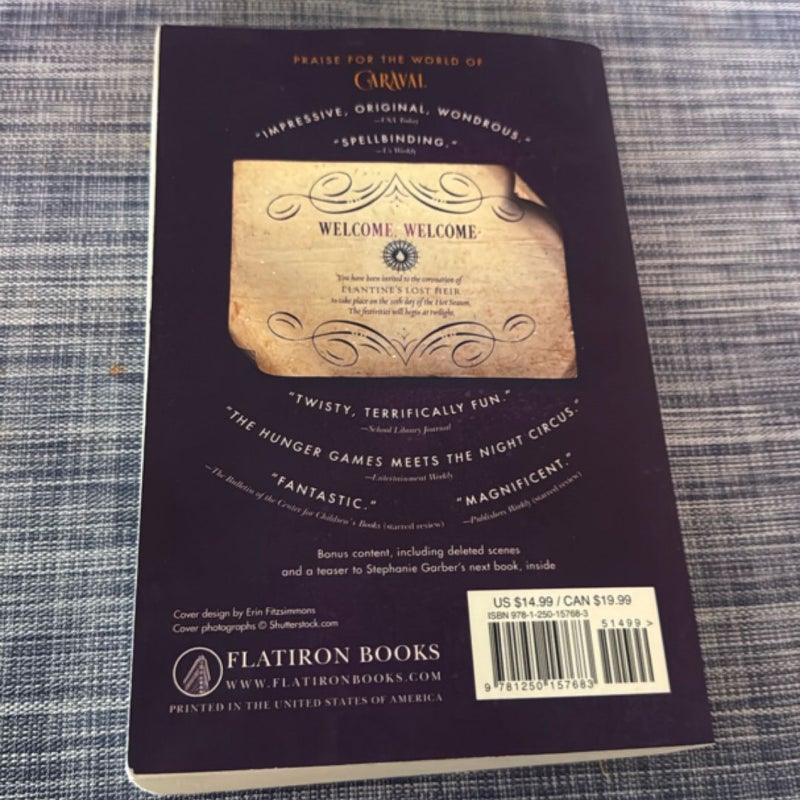 PRAISE FOR THE WORLD OF
CARAVAL
"IMPRESSIVE, ORIGINAL, WONDROUS."
—USA Today
"SPELLBINDING."
—Us Weekly
WELCOME, WELCOME
You have been invited to the coronation of
ELANTINE'S LOST HEIR
to take place on the 10th day of the Hot Season.
The festivities will begin at twilight.
"TWISTY, TERRIFICALLY FUN."
—School Library Journal
"THE HUNGER GAMES MEETS THE NIGHT CIRCUS."
—Entertainment Weekly
"FANTASTIC."
—The Bulletin of the Center for Children's Books (starred review)
"MAGNIFICENT."
—Publishers Weekly (starred review)
Bonus content, including deleted scenes
and a teaser to Stephanie Garber's next book, inside
Cover design by Erin Fitzsimmons
Cover photographs © Shutterstock.com
FLATIRON BOOKS
WWW.FLATIRONBOOKS.COM
PRINTED IN THE UNITED STATES OF AMERICA
US $14.99 / CAN $19.99
ISBN 978-1-250-15768-3
51499 >
9 781250 157683